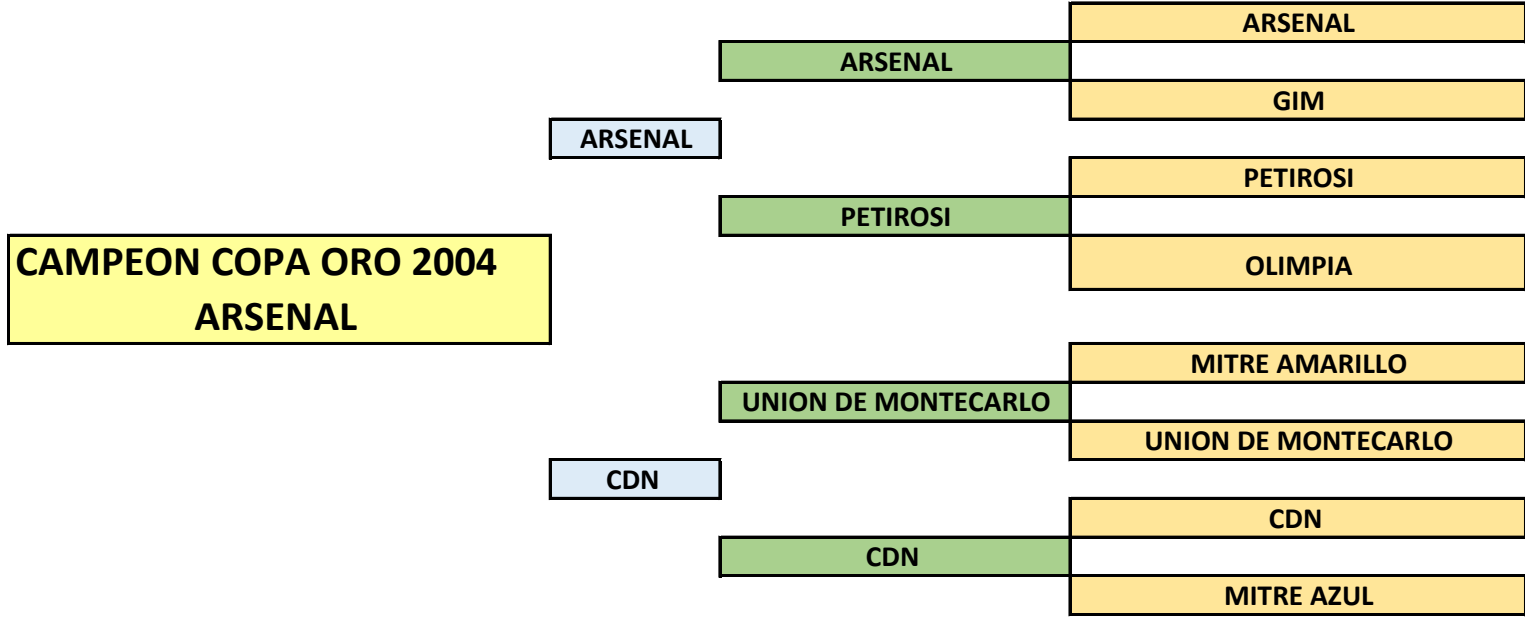 ARSENAL
ARSENAL
GIM
ARSENAL
PETIROSI
PETIROSI
CAMPEON COPA ORO 2004
ARSENAL
OLIMPIA
MITRE AMARILLO
UNION DE MONTECARLO
UNION DE MONTECARLO
CDN
CDN
CDN
MITRE AZUL